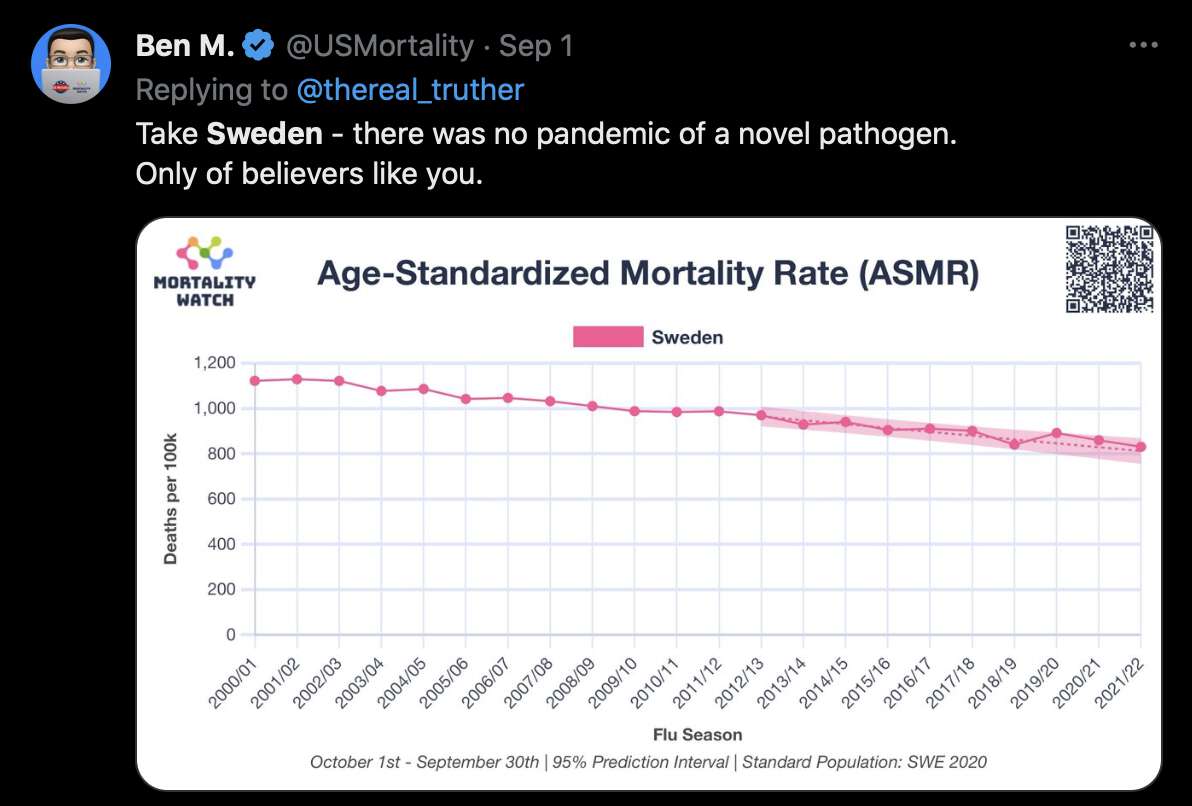 Ben M. @USMortality · Sep 1
Replying to @thereal_truther
Take Sweden - there was no pandemic of a novel pathogen.
Only of believers like you.
MORTALITY
WATCH
Age-Standardized Mortality Rate (ASMR)
Sweden
Deaths per 100k
1,200
1,000
800
600
400
200
0
2000/01
2001/02
2002/03
2003/04
2004/05
2005/06
2006/07
2007/08
2008/09
2009/10
2010/11
2011/12
2012/13
2013/14
2014/15
2015/16
2016/17
2017/18
2018/19
2019/20
2020/21
2021/22
Flu Season
October 1st - September 30th | 95% Prediction Interval | Standard Population: SWE 2020